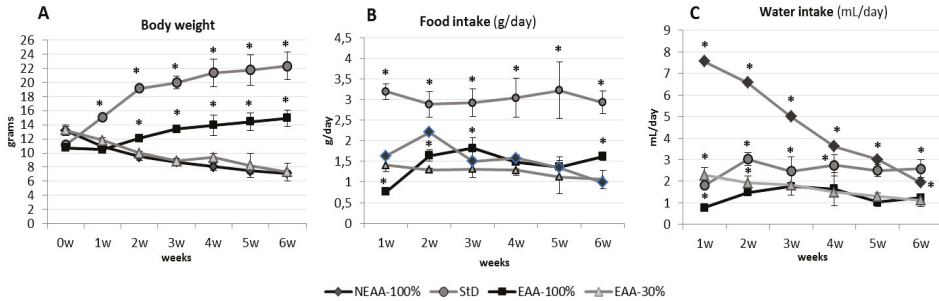 A
Body weight
26
24
22
20
18
16
14
12
10
8
6
4
2
0
grams
0w 1w 2w 3w 4w 5w 6w
weeks
* * * * * *
* * * * *
B
Food intake (g/day)
4,5
4
3,5
3
2,5
2
1,5
1
0,5
0
g/day
1w 2w 3w 4w 5w 6w
weeks
* * * * * *
* * * *
C
Water intake (mL/day)
9
8
7
6
5
4
3
2
1
0
mL/day
1w 2w 3w 4w 5w 6w
weeks
* * * * * *
* * * * * *
NEAA-100% StD EAA-100% EAA-30%